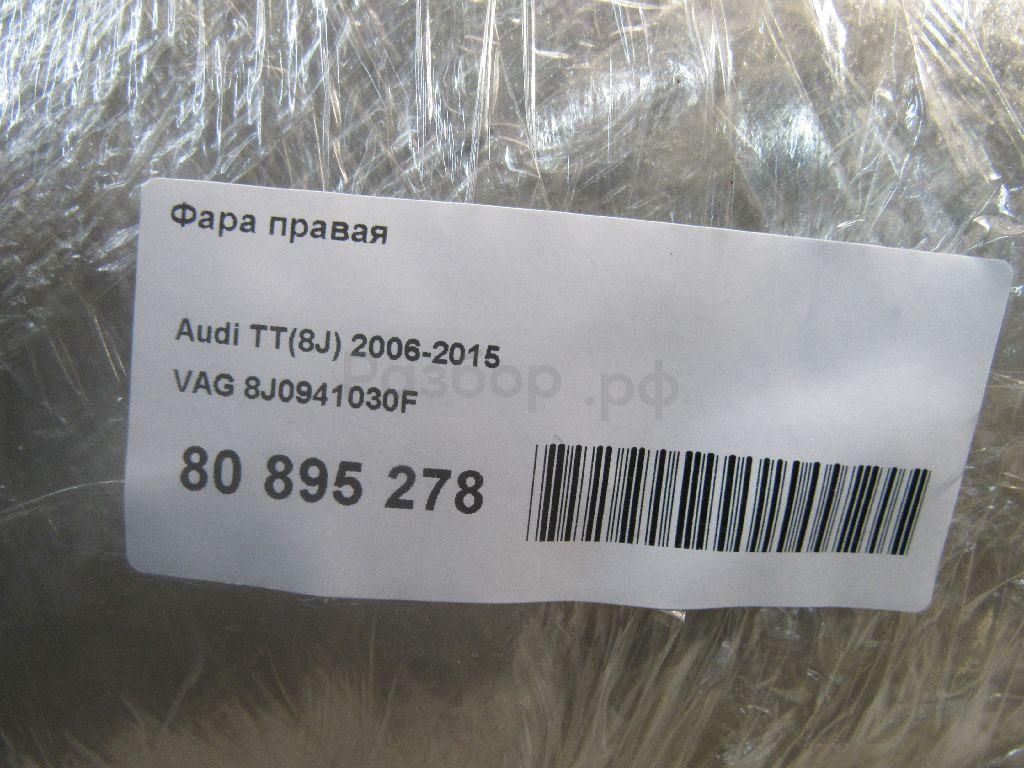 Фара правая
Audi TT(8J) 2006-2015
Разбор.рф
VAG 8J0941030F
80 895 278